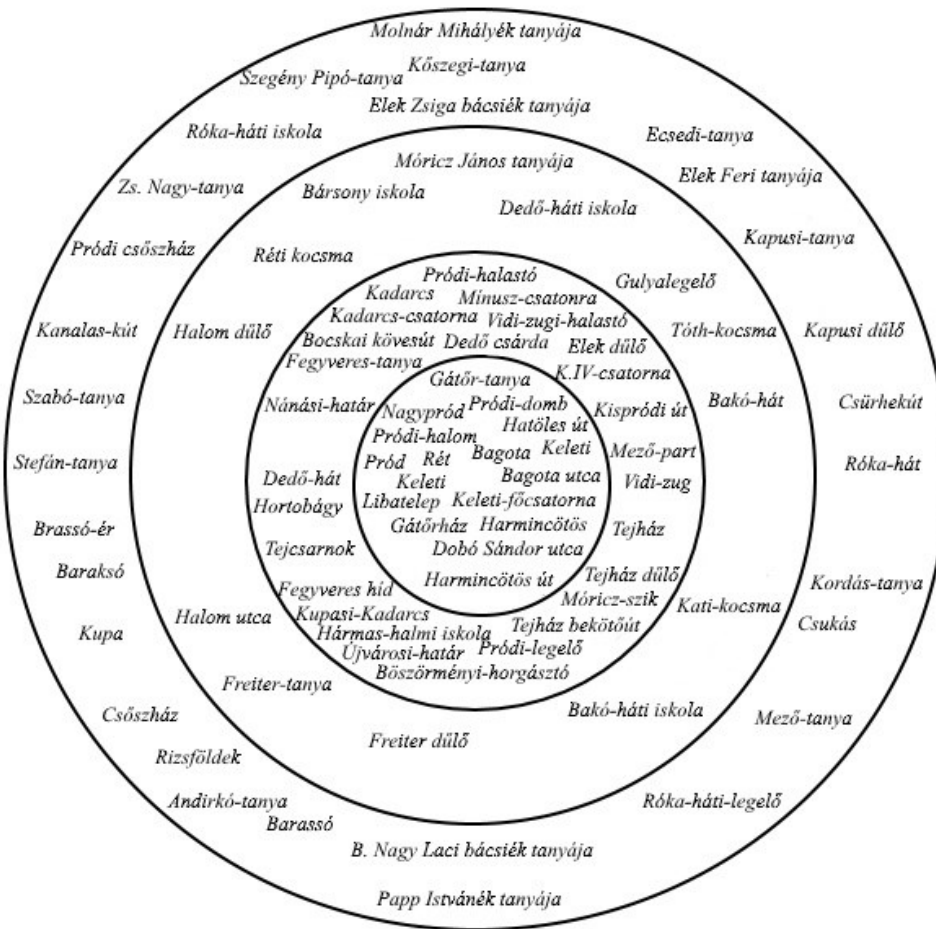 Molnár Mihályék tanyája
Kőszegi-tanya
Szegény Pipó-tanya
Elek Zsiga bácsiék tanyája
Róka-háti iskola
Ecsedi-tanya
Móricz János tanyája
Elek Feri tanyája
Zs. Nagy-tanya
Bársony iskola
Dedő-háti iskola
Kapusi-tanya
Pródi csőszház
Réti kocsma
Pródi-halastó
Gulyalegelő
Kadarcs
Mínusz-csatonra
Kadarcs-csatorna
Vidi-zugi-halastó
Kanalas-kút
Halom dűlő
Tóth-kocsma
Kapusi dűlő
Bocskai kövesút
Dedő csárda
Elek dűlő
Fegyveres-tanya
K.IV-csatorna
Gátőr-tanya
Szabó-tanya
Nánási-határ
Nagypród
Pródi-domb
Kispródi út
Bakó-hát
Csürhekút
Hatöles út
Pródi-halom
Bagota
Keleti
Mező-part
Stefán-tanya
Pród
Rét
Róka-hát
Dedő-hát
Keleti
Bagota utca
Vidi-zug
Hortobágy
Libatelep
Keleti-főcsatorna
Brassó-ér
Gátőrház
Harmincötös
Tejház
Tejcsarnok
Dobó Sándor utca
Baraksó
Harmincötös út
Tejház dűlő
Kordás-tanya
Fegyveres híd
Móricz-szik
Kati-kocsma
Halom utca
Kupasi-Kadarcs
Csukás
Kupa
Hármas-halmi iskola
Tejház bekötőút
Újvárosi-határ
Pródi-legelő
Böszörményi-horgásztó
Freiter-tanya
Csőszház
Bakó-háti iskola
Mező-tanya
Freiter dűlő
Rizsföldek
Andirkó-tanya
Róka-háti-legelő
Barassó
B. Nagy Laci bácsiék tanyája
Papp Istvánék tanyája